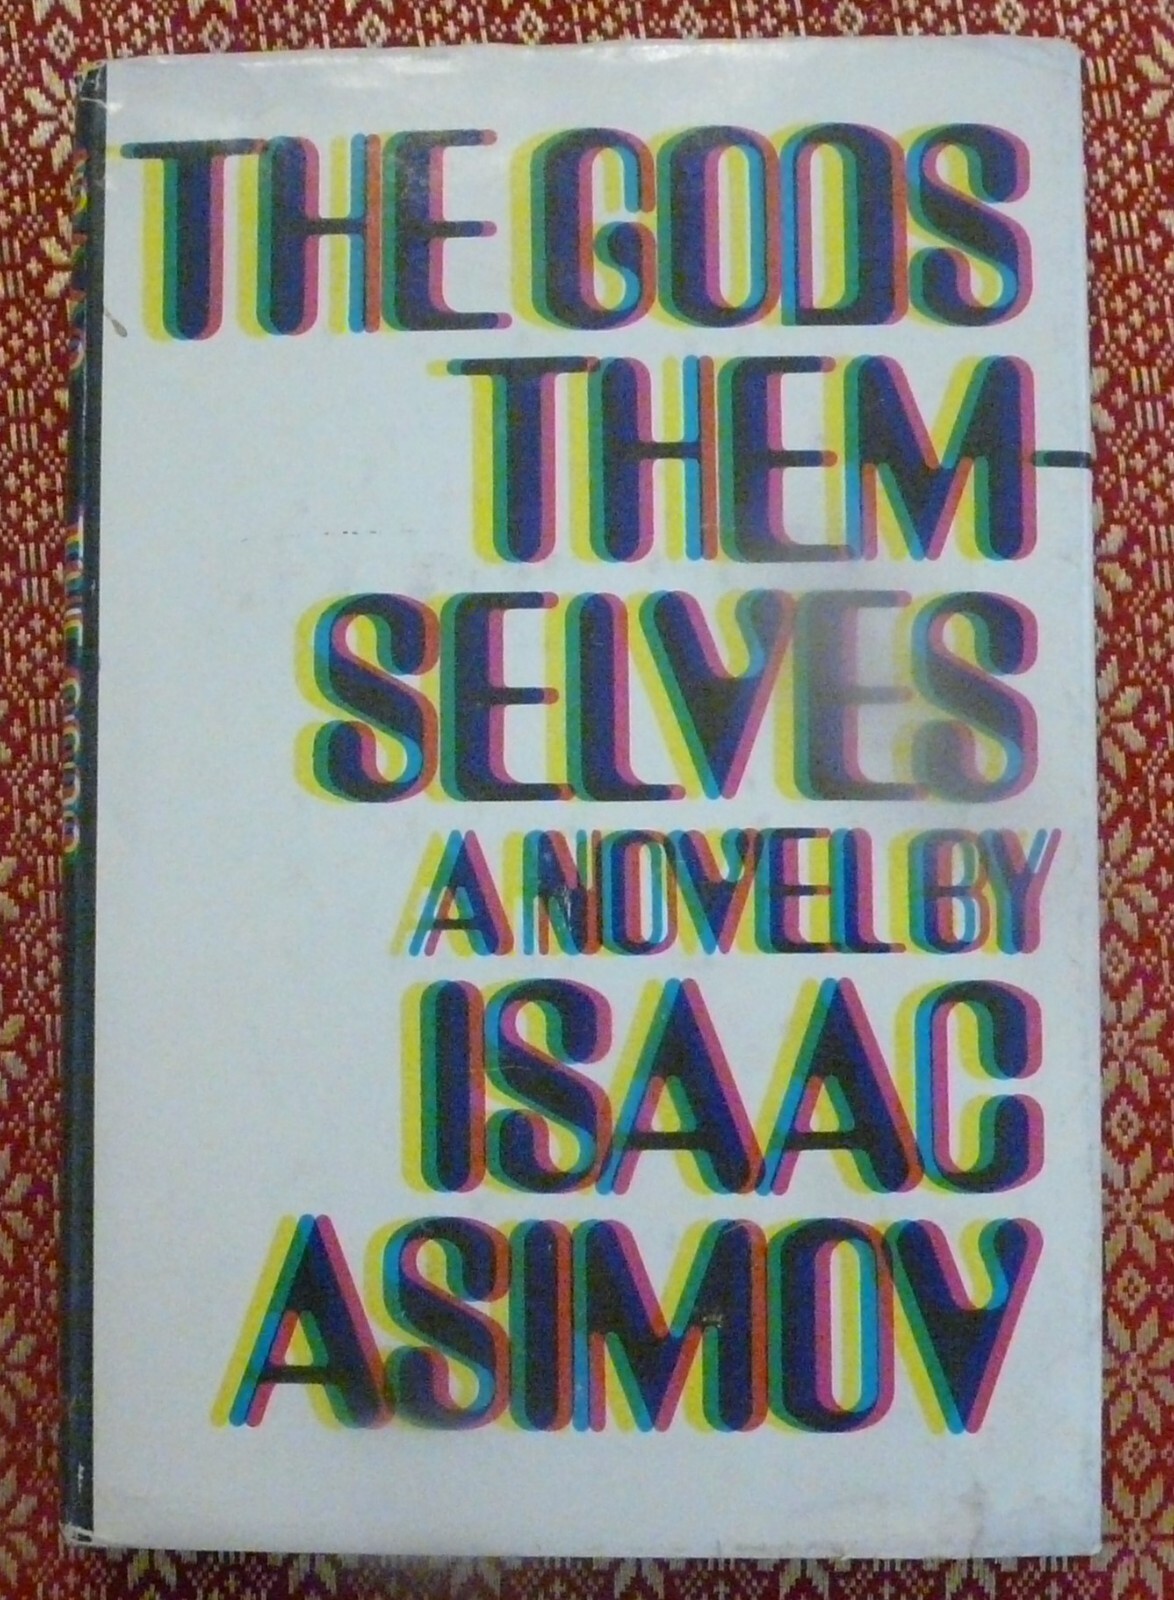 THE GODS
THEM-
SELVES
A NOVEL BY
ISAAC
ASIMOV